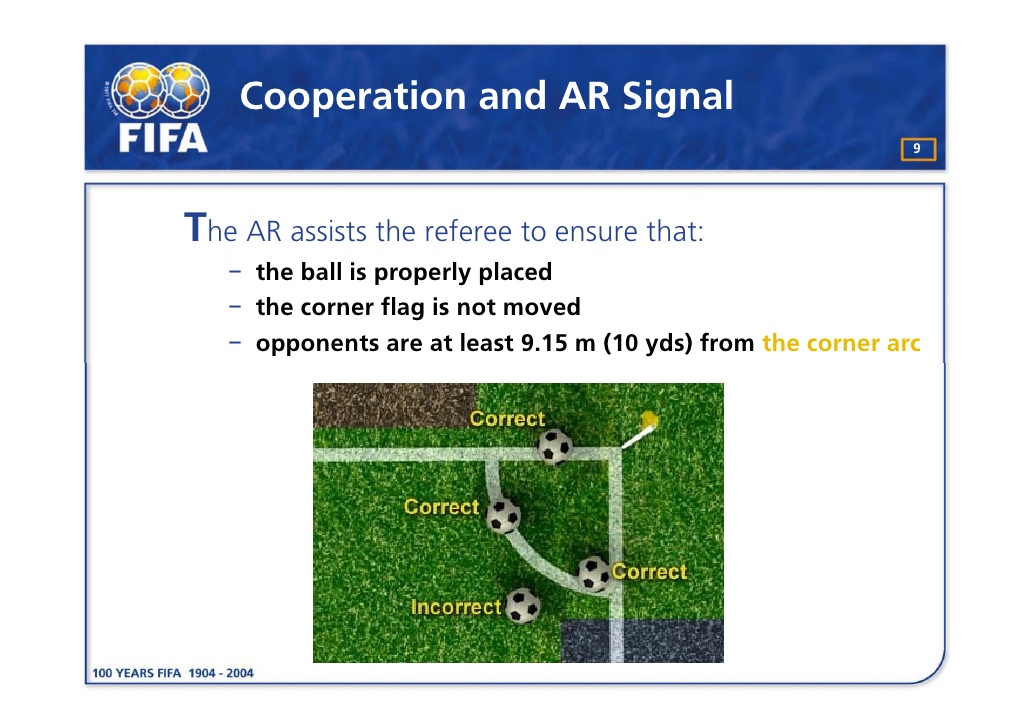 Cooperation and AR Signal
FIFA
9
The AR assists the referee to ensure that:
– the ball is properly placed
– the corner flag is not moved
– opponents are at least 9.15 m (10 yds) from the corner arc
Correct
Correct
Correct
Incorrect
100 YEARS FIFA 1904 - 2004